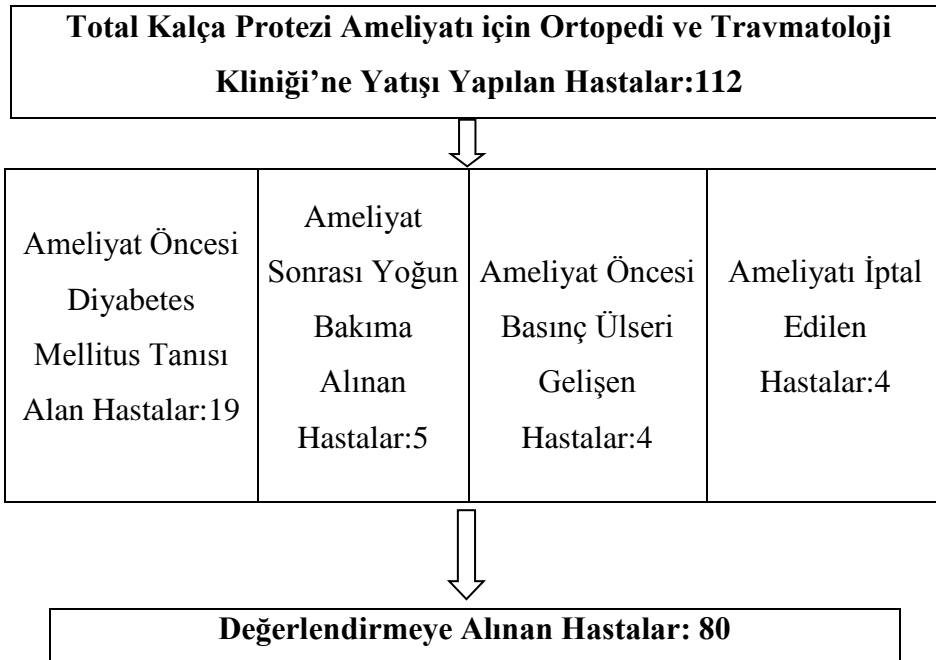 Total Kalça Protezi Ameliyatı için Ortopedi ve Travmatoloji
Kliniği’ne Yatışı Yapılan Hastalar:112
Ameliyat Öncesi
Diyabetes
Mellitus Tanısı
Alan Hastalar:19
Ameliyat
Sonrası Yoğun
Bakıma
Alınan
Hastalar:5
Ameliyat Öncesi
Basınç Ülseri
Gelişen
Hastalar:4
Ameliyatı İptal
Edilen
Hastalar:4
Değerlendirmeye Alınan Hastalar: 80